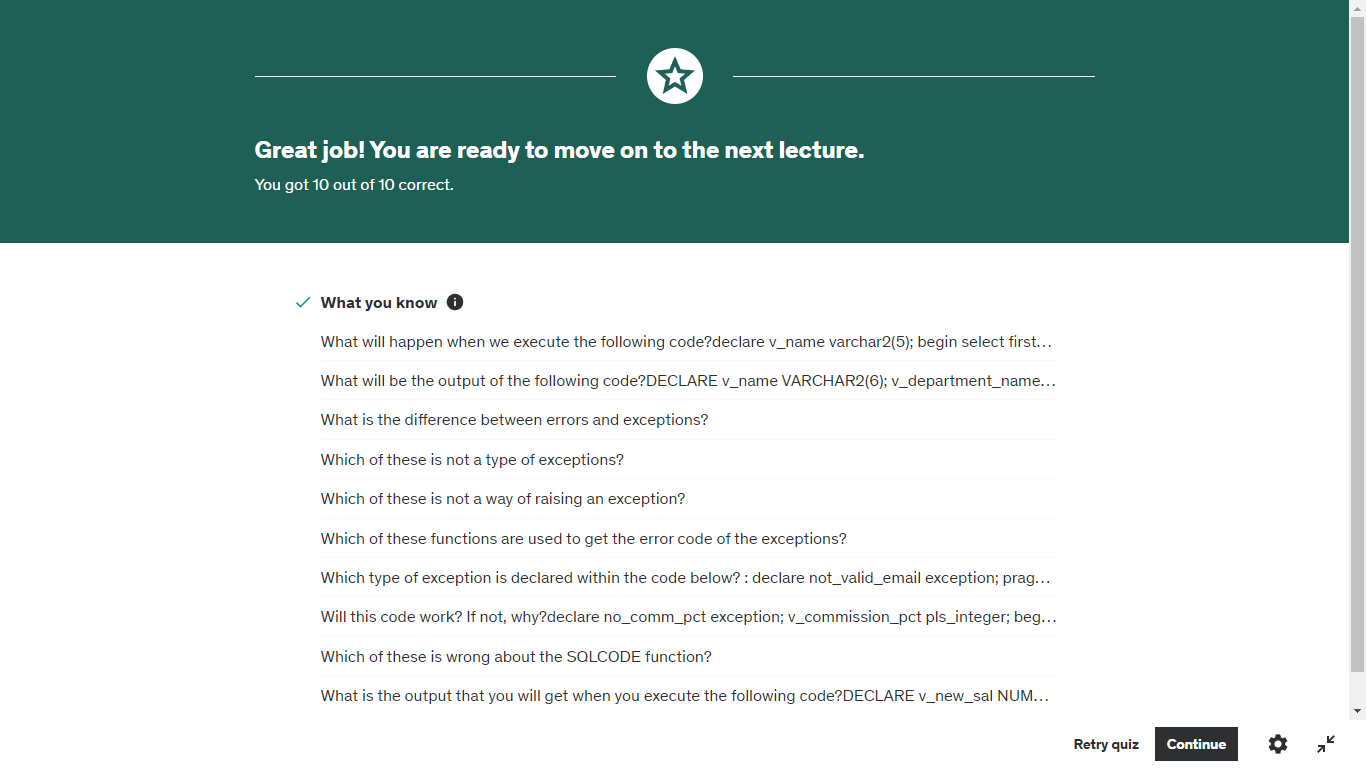 Great job! You are ready to move on to the next lecture.
You got 10 out of 10 correct.
What you know
What will happen when we execute the following code?declare v_name varchar2(5); begin select first...
What will be the output of the following code?DECLARE v_name VARCHAR2(6); v_department_name...
What is the difference between errors and exceptions?
Which of these is not a type of exceptions?
Which of these is not a way of raising an exception?
Which of these functions are used to get the error code of the exceptions?
Which type of exception is declared within the code below? : declare not_valid_email exception; prag...
Will this code work? If not, why?declare no_comm_pct exception; v_commission_pct pls_integer; beg...
Which of these is wrong about the SQLCODE function?
What is the output that you will get when you execute the following code?DECLARE v_new_sal NUM...
Retry quiz
Continue